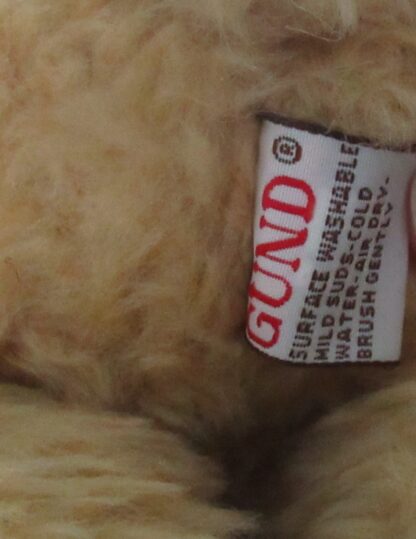 GUND®
SURFACE WASHABLE
MILD SUDS-COLD
WATER-AIR DRY-
BRUSH GENTLY